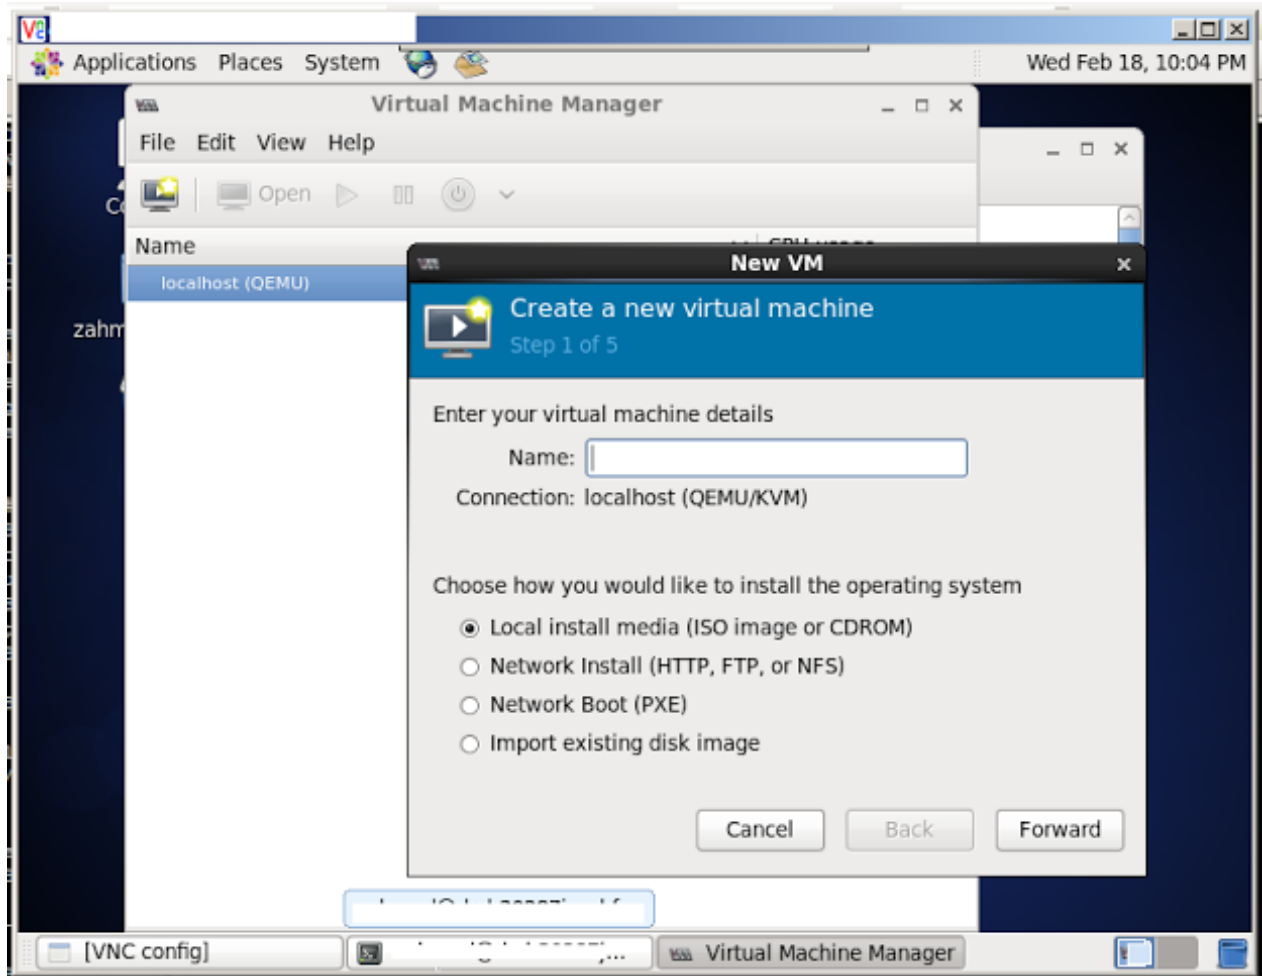 Applications Places System
Wed Feb 18, 10:04 PM
Virtual Machine Manager
File Edit View Help
Open
Name
CPU usage
localhost (QEMU)
New VM
Create a new virtual machine
Step 1 of 5
Enter your virtual machine details
Name:
Connection: localhost (QEMU/KVM)
Choose how you would like to install the operating system
Local install media (ISO image or CDROM)
Network Install (HTTP, FTP, or NFS)
Network Boot (PXE)
Import existing disk image
Cancel Back Forward
[VNC config]
Virtual Machine Manager